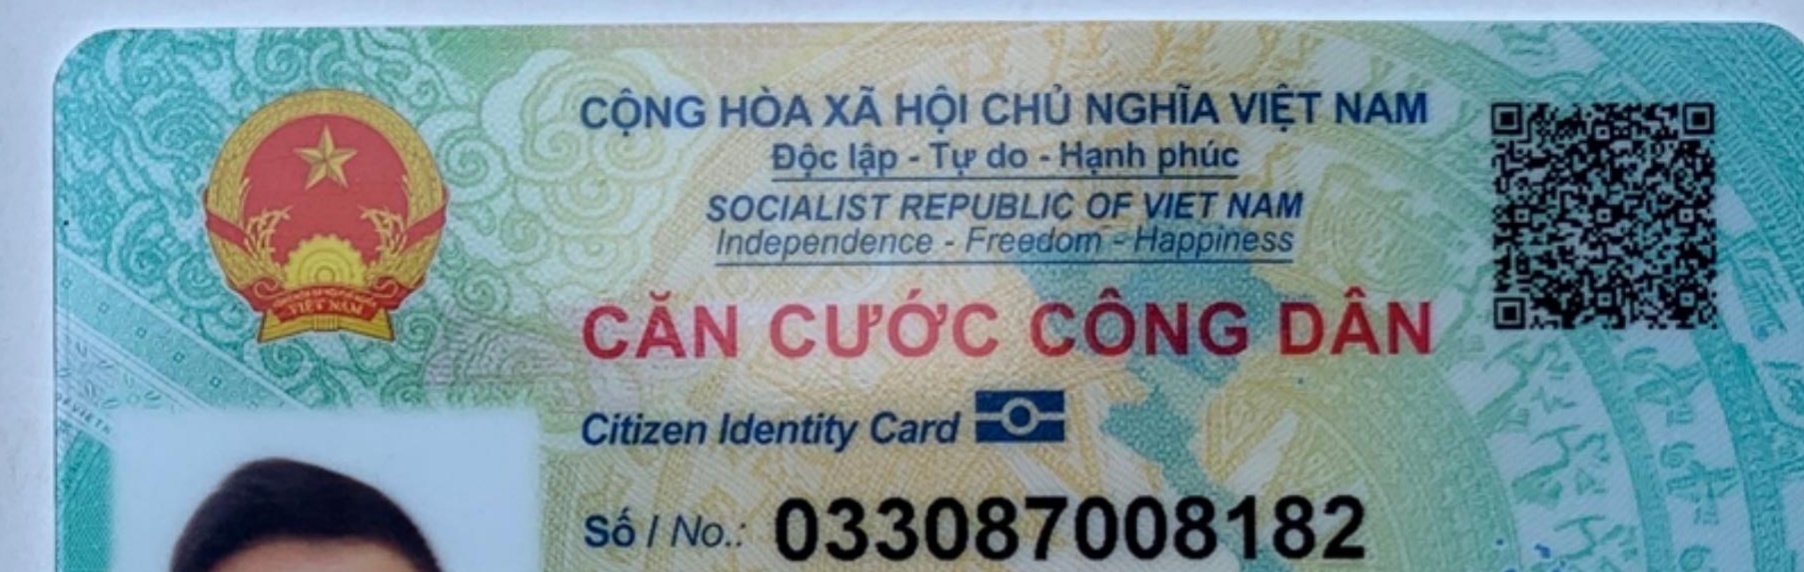 CỘNG HÒA XÃ HỘI CHỦ NGHĨA VIỆT NAM
Độc lập - Tự do - Hạnh phúc
SOCIALIST REPUBLIC OF VIET NAM
Independence - Freedom - Happiness
VIỆT NAM
CĂN CƯỚC CÔNG DÂN
Citizen Identity Card
Số / No.: 033087008182